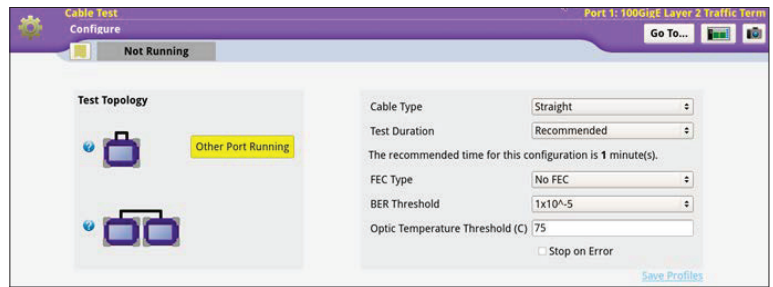 Cable Test
Port 1: 100GigE Layer 2 Traffic Term
Configure
Go To...
Not Running
Test Topology
Other Port Running
Cable Type Straight
Test Duration Recommended
The recommended time for this configuration is 1 minute(s).
FEC Type No FEC
BER Threshold 1x10^-5
Optic Temperature Threshold (C) 75
Stop on Error
Save Profiles